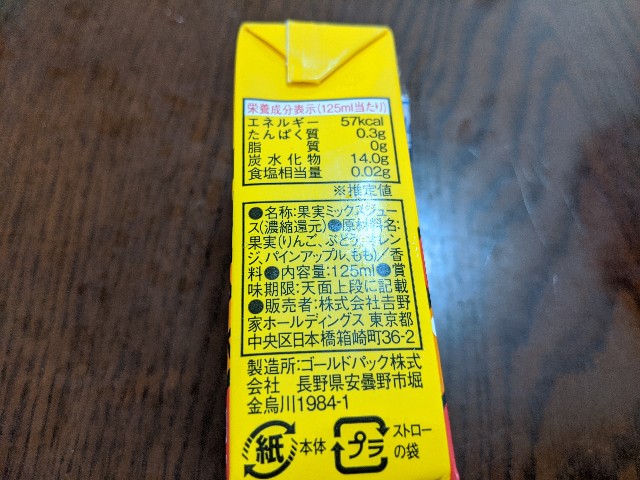 栄養成分表示(125ml当たり)
エネルギー 57kcal
たんぱく質 0.3g
脂質 0g
炭水化物 14.0g
食塩相当量 0.02g
※推定値
●名称:果実ミックスジュー
ス(濃縮還元)●原材料名:
果実(りんご、ぶどう、オレン
ジ、パインアップル、もも)/香
料●内容量:125ml●賞
味期限:天面上段に記載
●販売者:株式会社𠮷野
家ホールディングス 東京都
中央区日本橋箱崎町36-2
製造所:ゴールドパック株式
会社 長野県安曇野市堀
金烏川1984-1
紙 本体 プラ ストロー
の袋